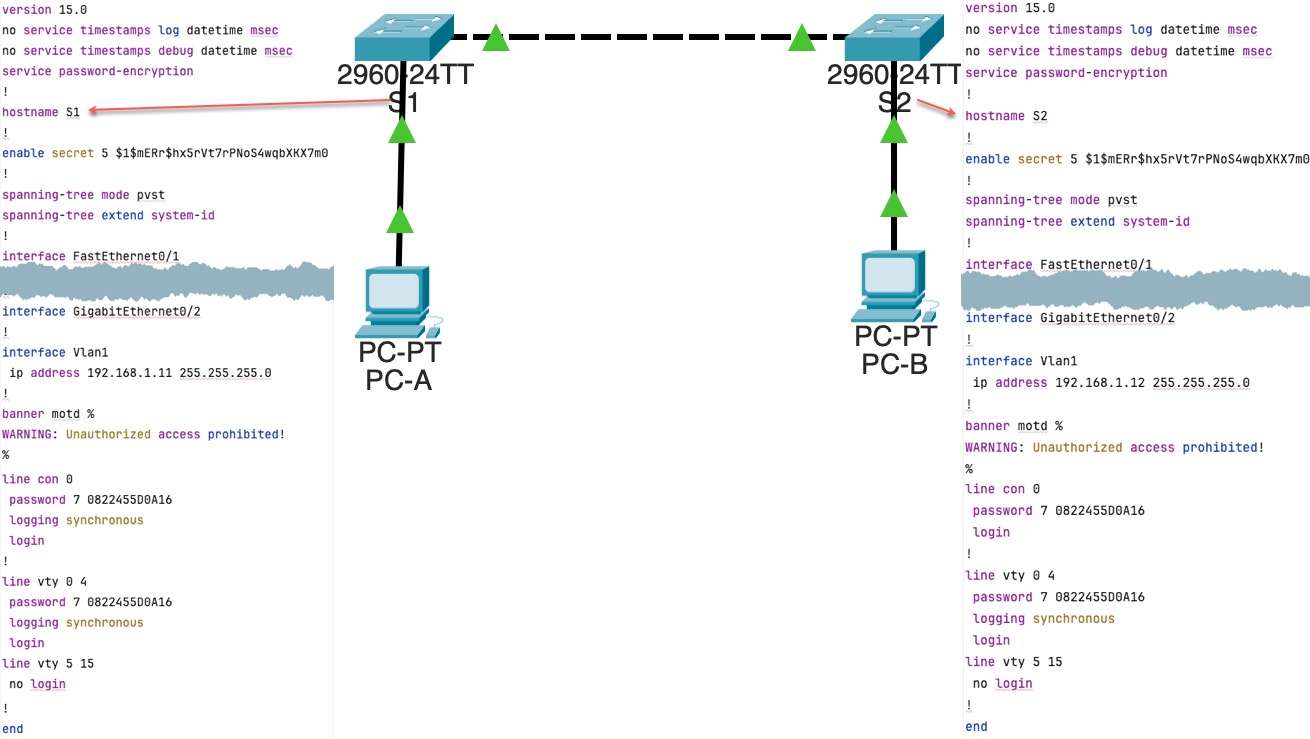 version 15.0
no service timestamps log datetime msec
no service timestamps debug datetime msec
service password-encryption
!
hostname S1
!
enable secret 5 $1$mERr$hx5rVt7rPNoS4wqbXKX7m0
!
spanning-tree mode pvst
spanning-tree extend system-id
!
interface FastEthernet0/1
interface GigabitEthernet0/2
!
interface Vlan1
ip address 192.168.1.11 255.255.255.0
!
banner motd %
WARNING: Unauthorized access prohibited!
%
line con 0
password 7 0822455D0A16
logging synchronous
login
!
line vty 0 4
password 7 0822455D0A16
logging synchronous
login
line vty 5 15
no login
!
end
2960-24TT
S1
PC-PT
PC-A
2960-24TT
S2
PC-PT
PC-B
version 15.0
no service timestamps log datetime msec
no service timestamps debug datetime msec
service password-encryption
!
hostname S2
!
enable secret 5 $1$mERr$hx5rVt7rPNoS4wqbXKX7m0
!
spanning-tree mode pvst
spanning-tree extend system-id
!
interface FastEthernet0/1
interface GigabitEthernet0/2
!
interface Vlan1
ip address 192.168.1.12 255.255.255.0
!
banner motd %
WARNING: Unauthorized access prohibited!
%
line con 0
password 7 0822455D0A16
login
!
line vty 0 4
password 7 0822455D0A16
logging synchronous
login
line vty 5 15
no login
!
end